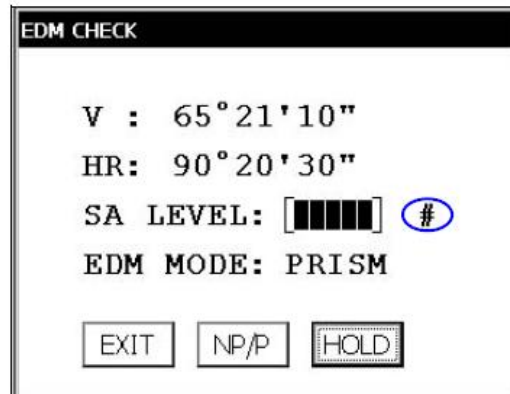 EDM CHECK
V : 65°21'10"
HR: 90°20'30"
SA LEVEL: [█████] #
EDM MODE: PRISM
EXIT NP/P HOLD